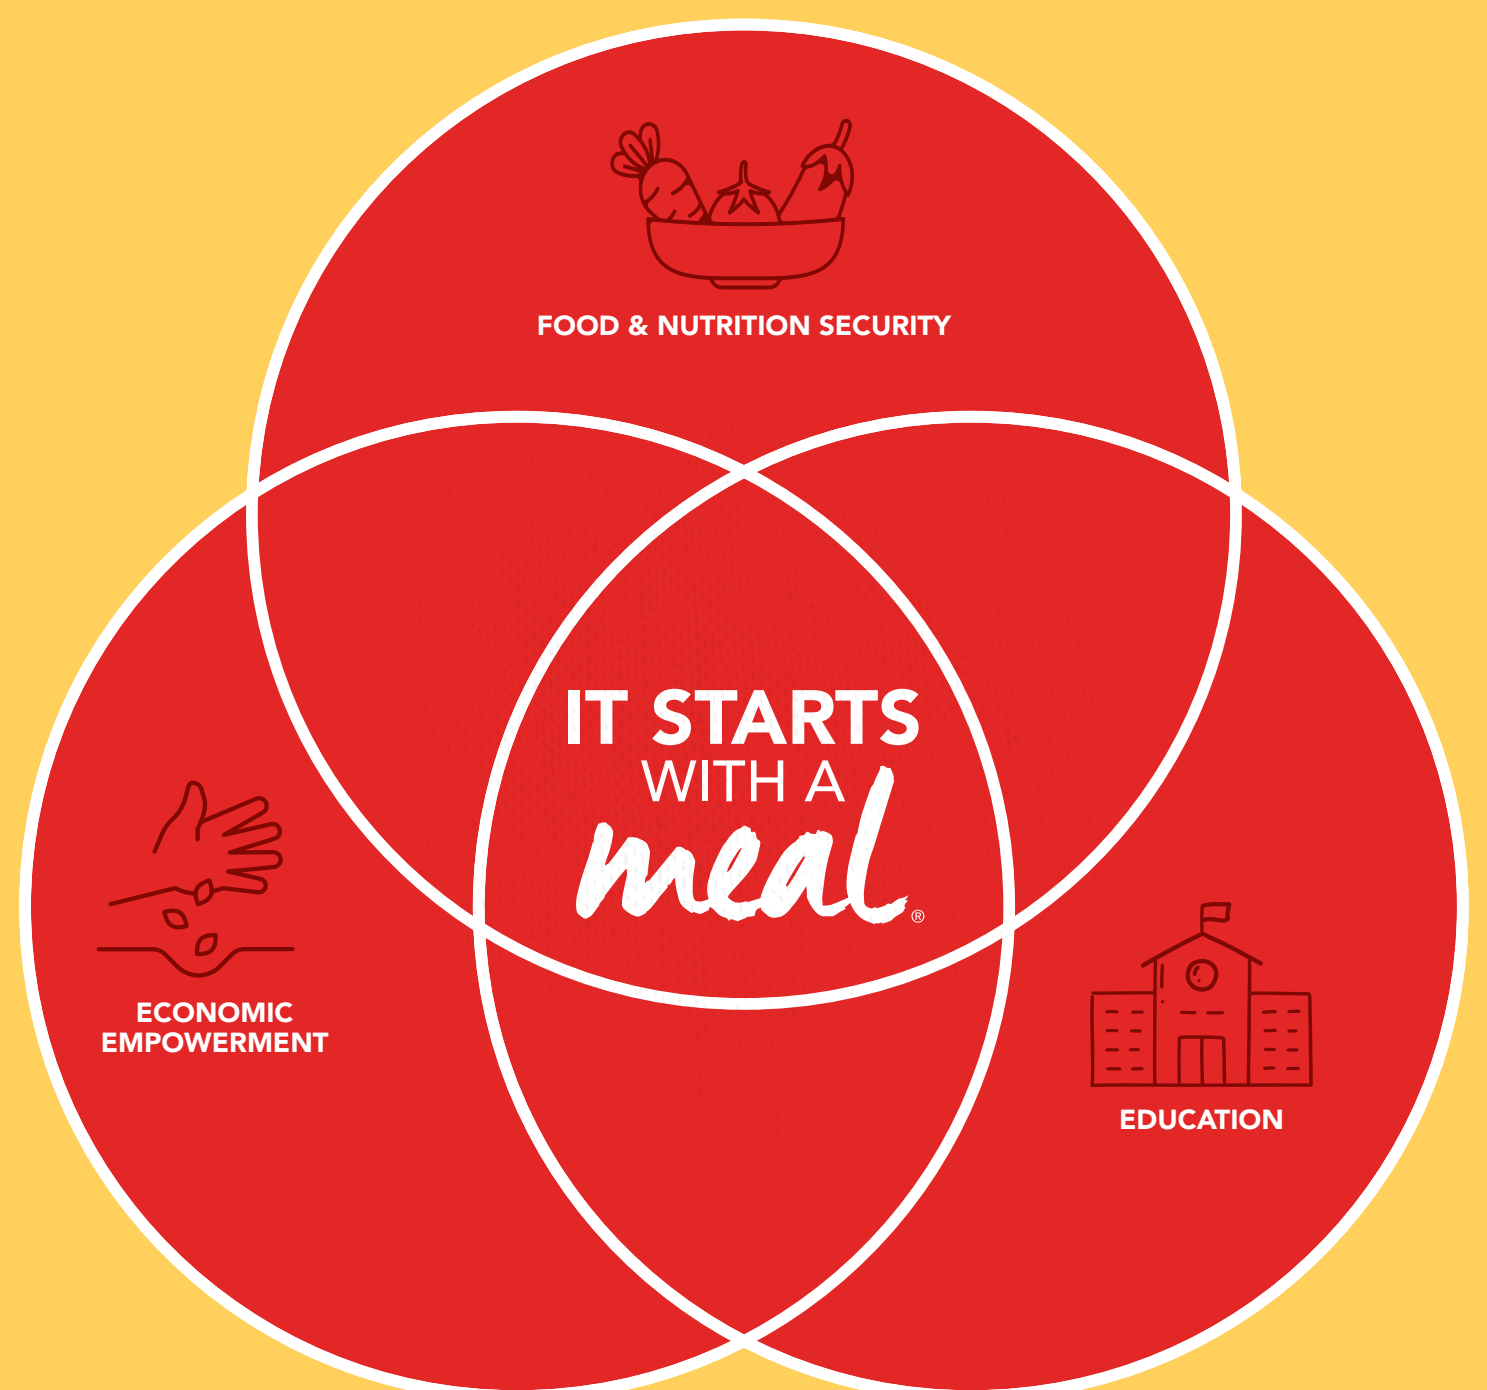 FOOD & NUTRITION SECURITY
IT STARTS
WITH A
meal®
ECONOMIC
EMPOWERMENT
EDUCATION